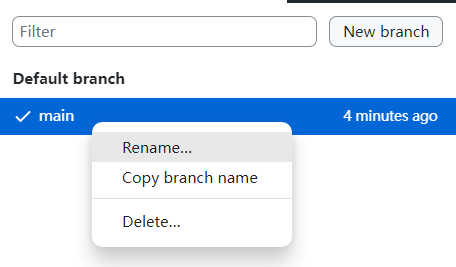 Filter
New branch
Default branch
main
4 minutes ago
Rename...
Copy branch name
Delete...